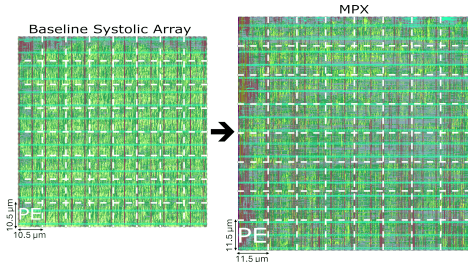 Baseline Systolic Array
MPX
PE
10.5 μm
10.5 μm
PE
11.5 μm
11.5 μm